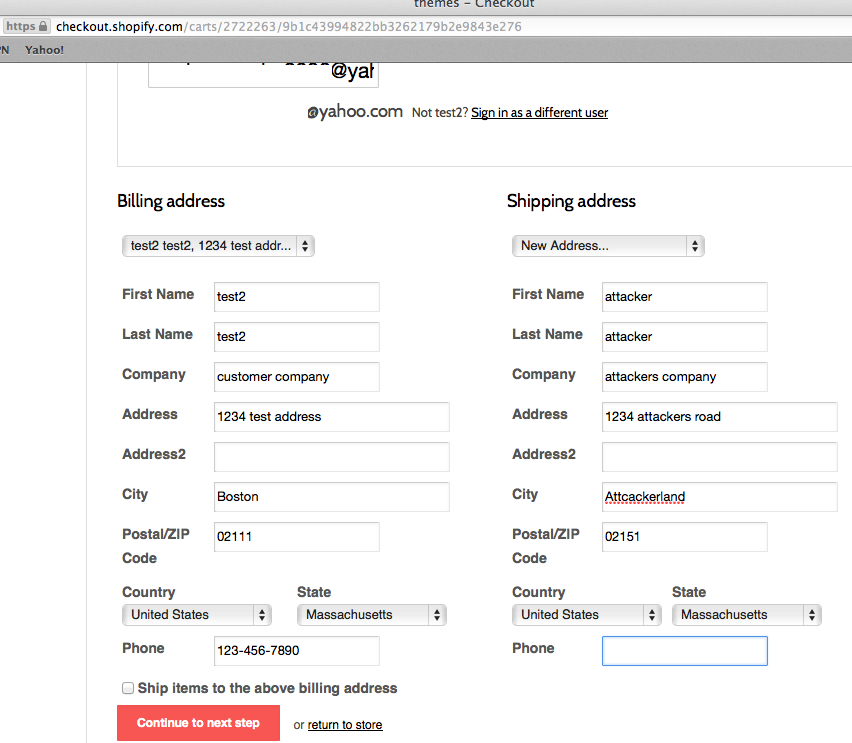 themes – Checkout
https checkout.shopify.com/carts/2722263/9b1c43994822bb3262179b2e9843e276
PN Yahoo!
@yahoo.com Not test2? Sign in as a different user
Billing address
Shipping address
test2 test2, 1234 test addr...
New Address...
First Name test2
First Name attacker
Last Name test2
Last Name attacker
Company customer company
Company attackers company
Address 1234 test address
Address 1234 attackers road
Address2
Address2
City Boston
City Attcackerland
Postal/ZIP Code 02111
Postal/ZIP Code 02151
Country State
Country State
United States Massachusetts
United States Massachusetts
Phone 123-456-7890
Phone
Ship items to the above billing address
Continue to next step or return to store